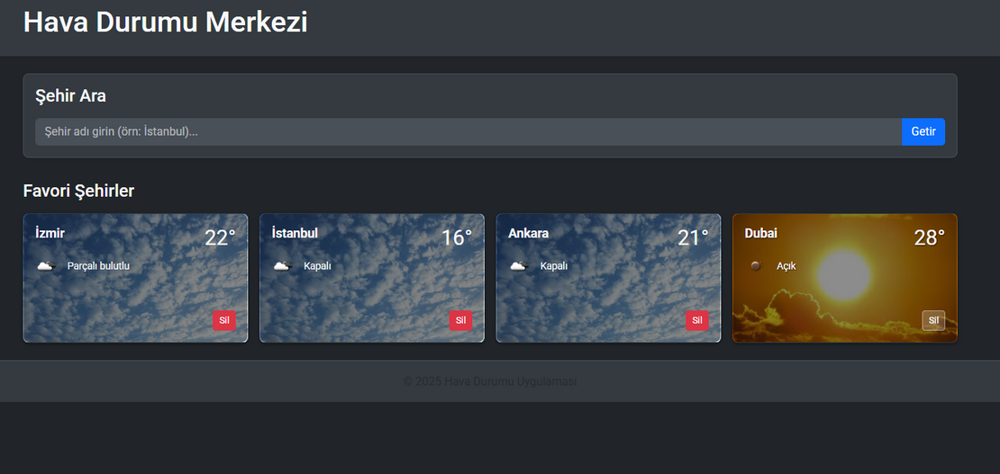 Hava Durumu Merkezi
Şehir Ara
Şehir adı girin (örn: İstanbul)...
Getir
Favori Şehirler
İzmir
22°
Parçalı bulutlu
Sil
İstanbul
16°
Kapalı
Sil
Ankara
21°
Kapalı
Sil
Dubai
28°
Açık
Sil
© 2025 Hava Durumu Uygulaması